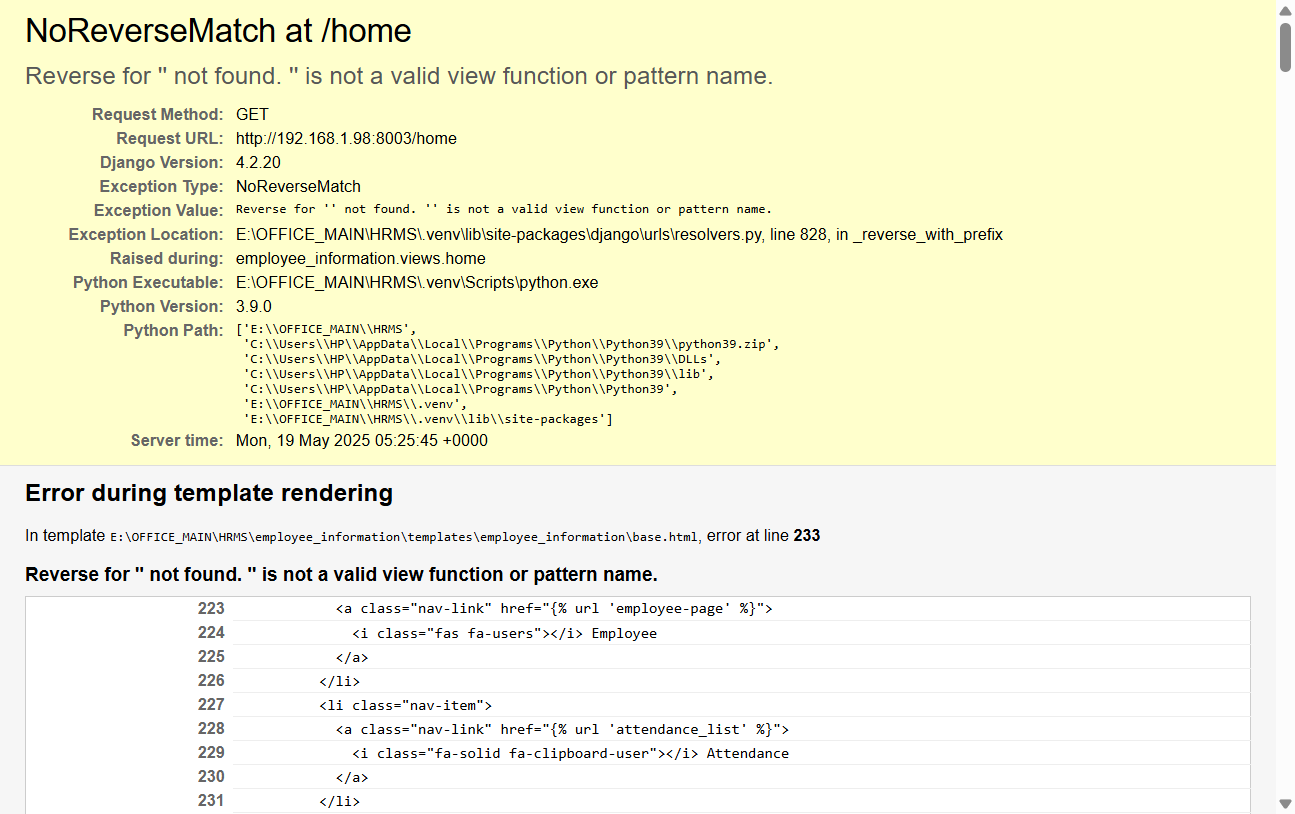 NoReverseMatch at /home
Reverse for '' not found. '' is not a valid view function or pattern name.
Request Method: GET
Request URL: http://192.168.1.98:8003/home
Django Version: 4.2.20
Exception Type: NoReverseMatch
Exception Value: Reverse for '' not found. '' is not a valid view function or pattern name.
Exception Location: E:\OFFICE_MAIN\HRMS\.venv\lib\site-packages\django\urls\resolvers.py, line 828, in _reverse_with_prefix
Raised during: employee_information.views.home
Python Executable: E:\OFFICE_MAIN\HRMS\.venv\Scripts\python.exe
Python Version: 3.9.0
Python Path: ['E:\\OFFICE_MAIN\\HRMS',
'C:\\Users\\HP\\AppData\\Local\\Programs\\Python\\Python39\\python39.zip',
'C:\\Users\\HP\\AppData\\Local\\Programs\\Python\\Python39\\DLLs',
'C:\\Users\\HP\\AppData\\Local\\Programs\\Python\\Python39\\lib',
'C:\\Users\\HP\\AppData\\Local\\Programs\\Python\\Python39',
'E:\\OFFICE_MAIN\\HRMS\\.venv',
'E:\\OFFICE_MAIN\\HRMS\\.venv\\lib\\site-packages']
Server time: Mon, 19 May 2025 05:25:45 +0000
Error during template rendering
In template E:\OFFICE_MAIN\HRMS\employee_information\templates\employee_information\base.html, error at line 233
Reverse for '' not found. '' is not a valid view function or pattern name.
223 <a class="nav-link" href="{% url 'employee-page' %}">
224 <i class="fas fa-users"></i> Employee
225 </a>
226 </li>
227 <li class="nav-item">
228 <a class="nav-link" href="{% url 'attendance_list' %}">
229 <i class="fa-solid fa-clipboard-user"></i> Attendance
230 </a>
231 </li>